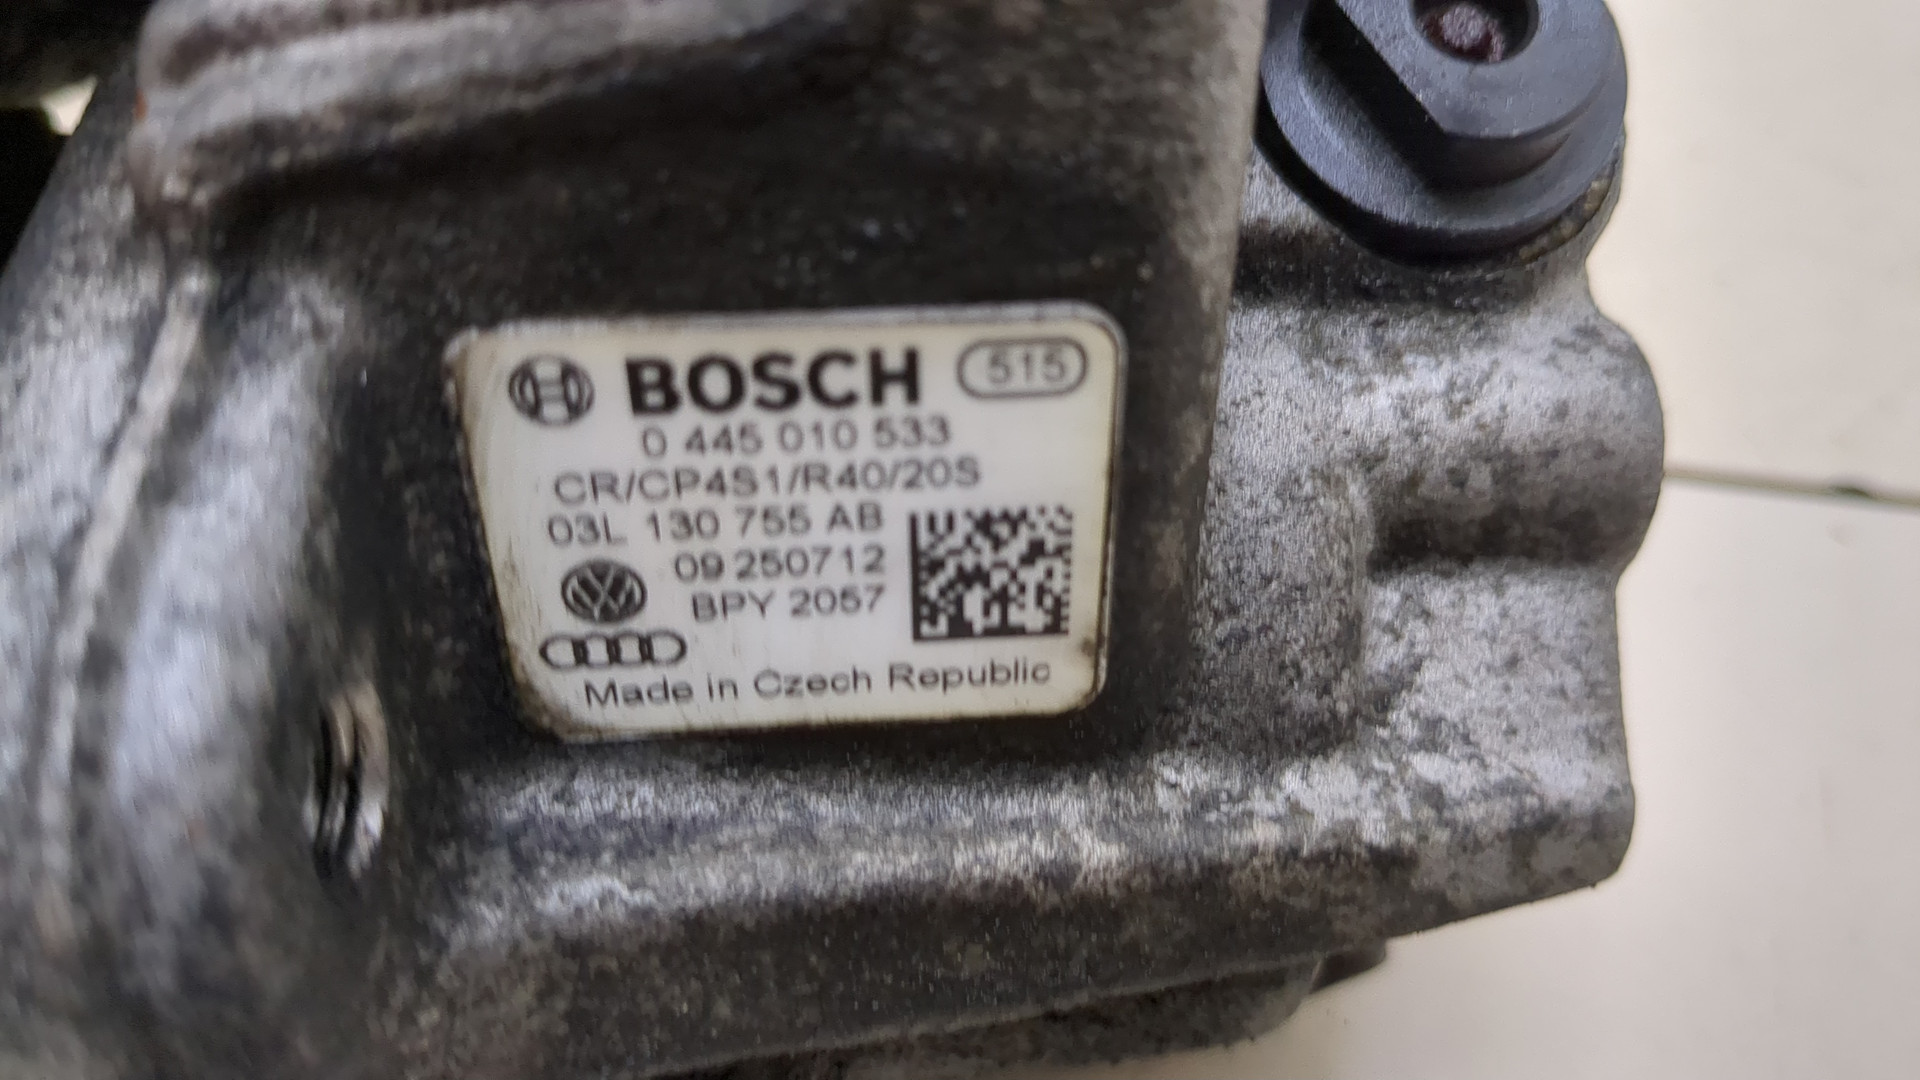 BOSCH 515
0 445 010 533
CR/CP4S1/R40/20S
03L 130 755 AB
09 250712
BPY 2057
Made in Czech Republic